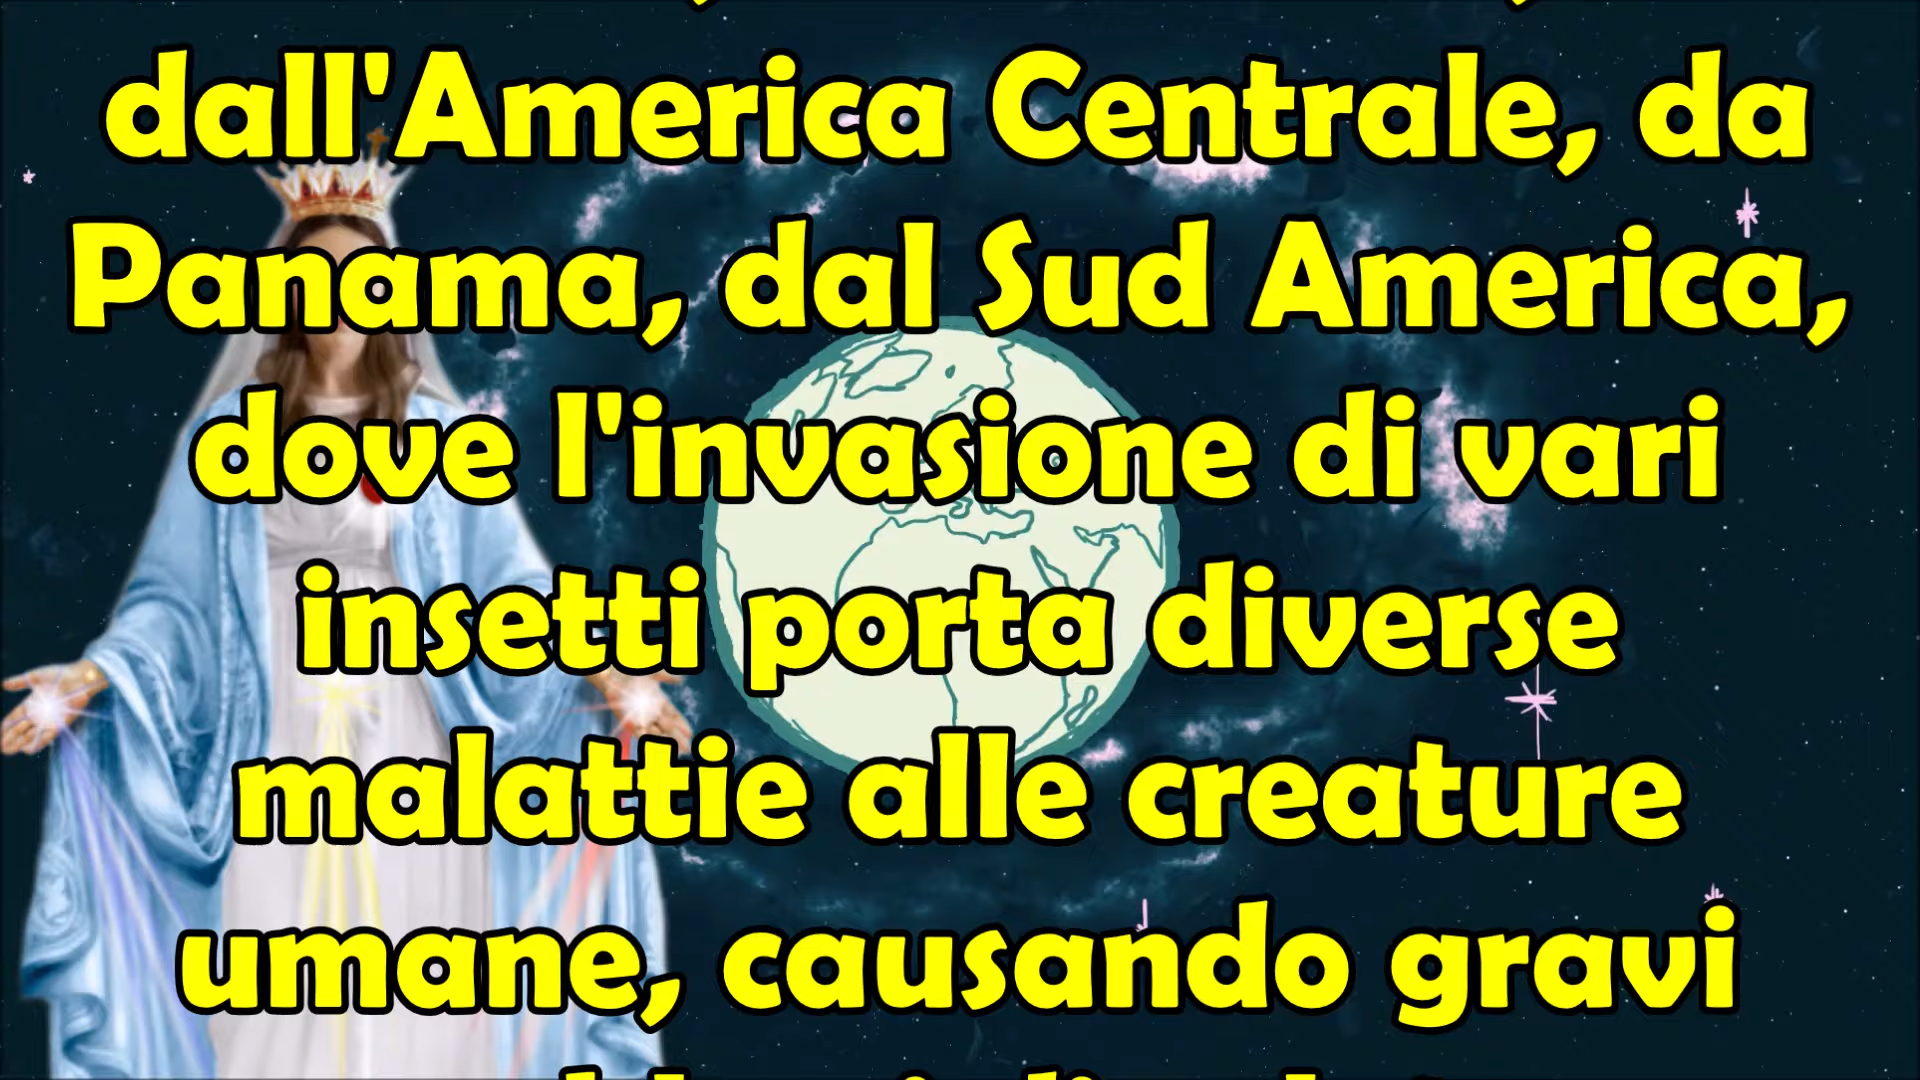 dall'America Centrale, da
Panama, dal Sud America,
dove l'invasione di vari
insetti porta diverse
malattie alle creature
umane, causando gravi